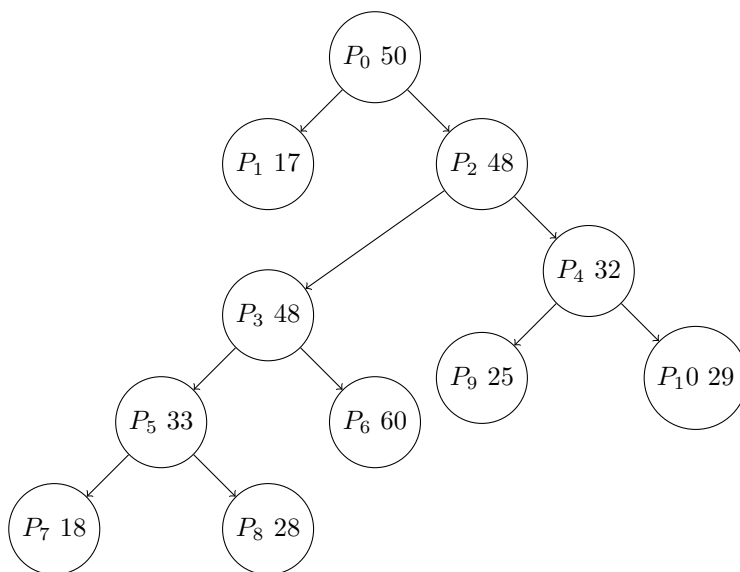 P₀ 50
P₁ 17
P₂ 48
P₄ 32
P₃ 48
P₉ 25
P₁0 29
P₅ 33
P₆ 60
P₇ 18
P₈ 28